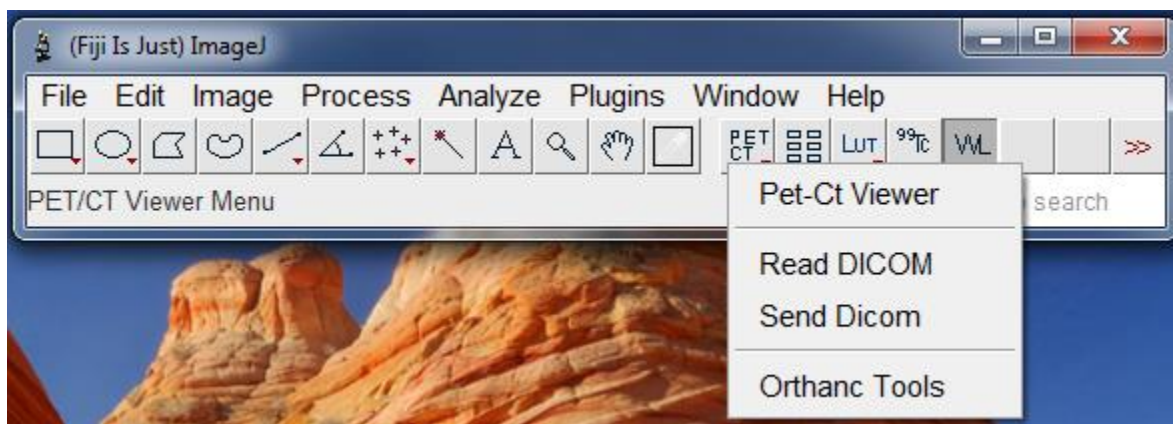 (Fiji Is Just) ImageJ
File Edit Image Process Analyze Plugins Window Help
A PET CT LUT 99Tc WL >>
PET/CT Viewer Menu
search
Pet-Ct Viewer
Read DICOM
Send Dicom
Orthanc Tools